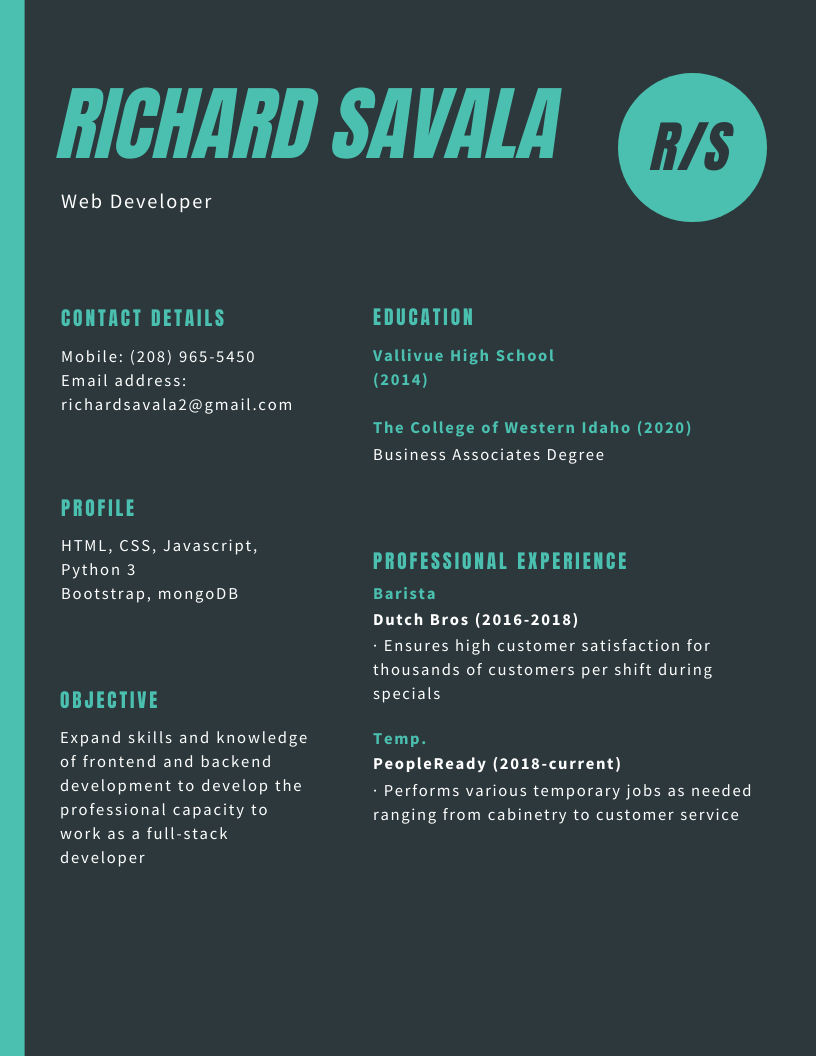 RICHARD SAVALA
R/S
Web Developer
CONTACT DETAILS
Mobile: (208) 965-5450
Email address:
richardsavala2@gmail.com
PROFILE
HTML, CSS, Javascript,
Python 3
Bootstrap, mongoDB
OBJECTIVE
Expand skills and knowledge
of frontend and backend
development to develop the
professional capacity to
work as a full-stack
developer
EDUCATION
Vallivue High School
(2014)
The College of Western Idaho (2020)
Business Associates Degree
PROFESSIONAL EXPERIENCE
Barista
Dutch Bros (2016-2018)
· Ensures high customer satisfaction for
thousands of customers per shift during
specials
Temp.
PeopleReady (2018-current)
· Performs various temporary jobs as needed
ranging from cabinetry to customer service